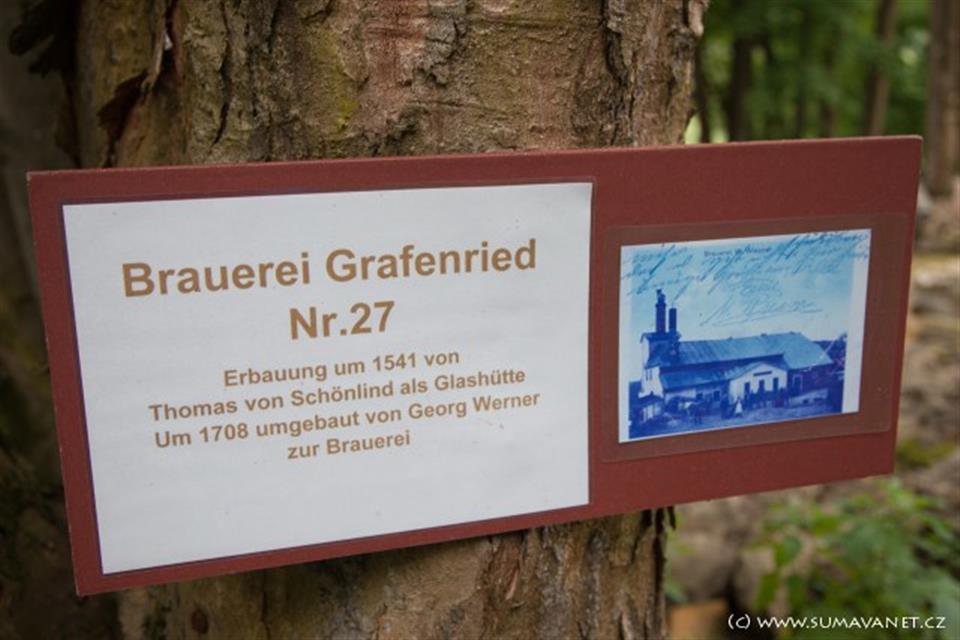 Brauerei Grafenried
Nr.27
Erbauung um 1541 von
Thomas von Schönlind als Glashütte
Um 1708 umgebaut von Georg Werner
zur Brauerei
(c) WWW.SUMAVANET.CZ